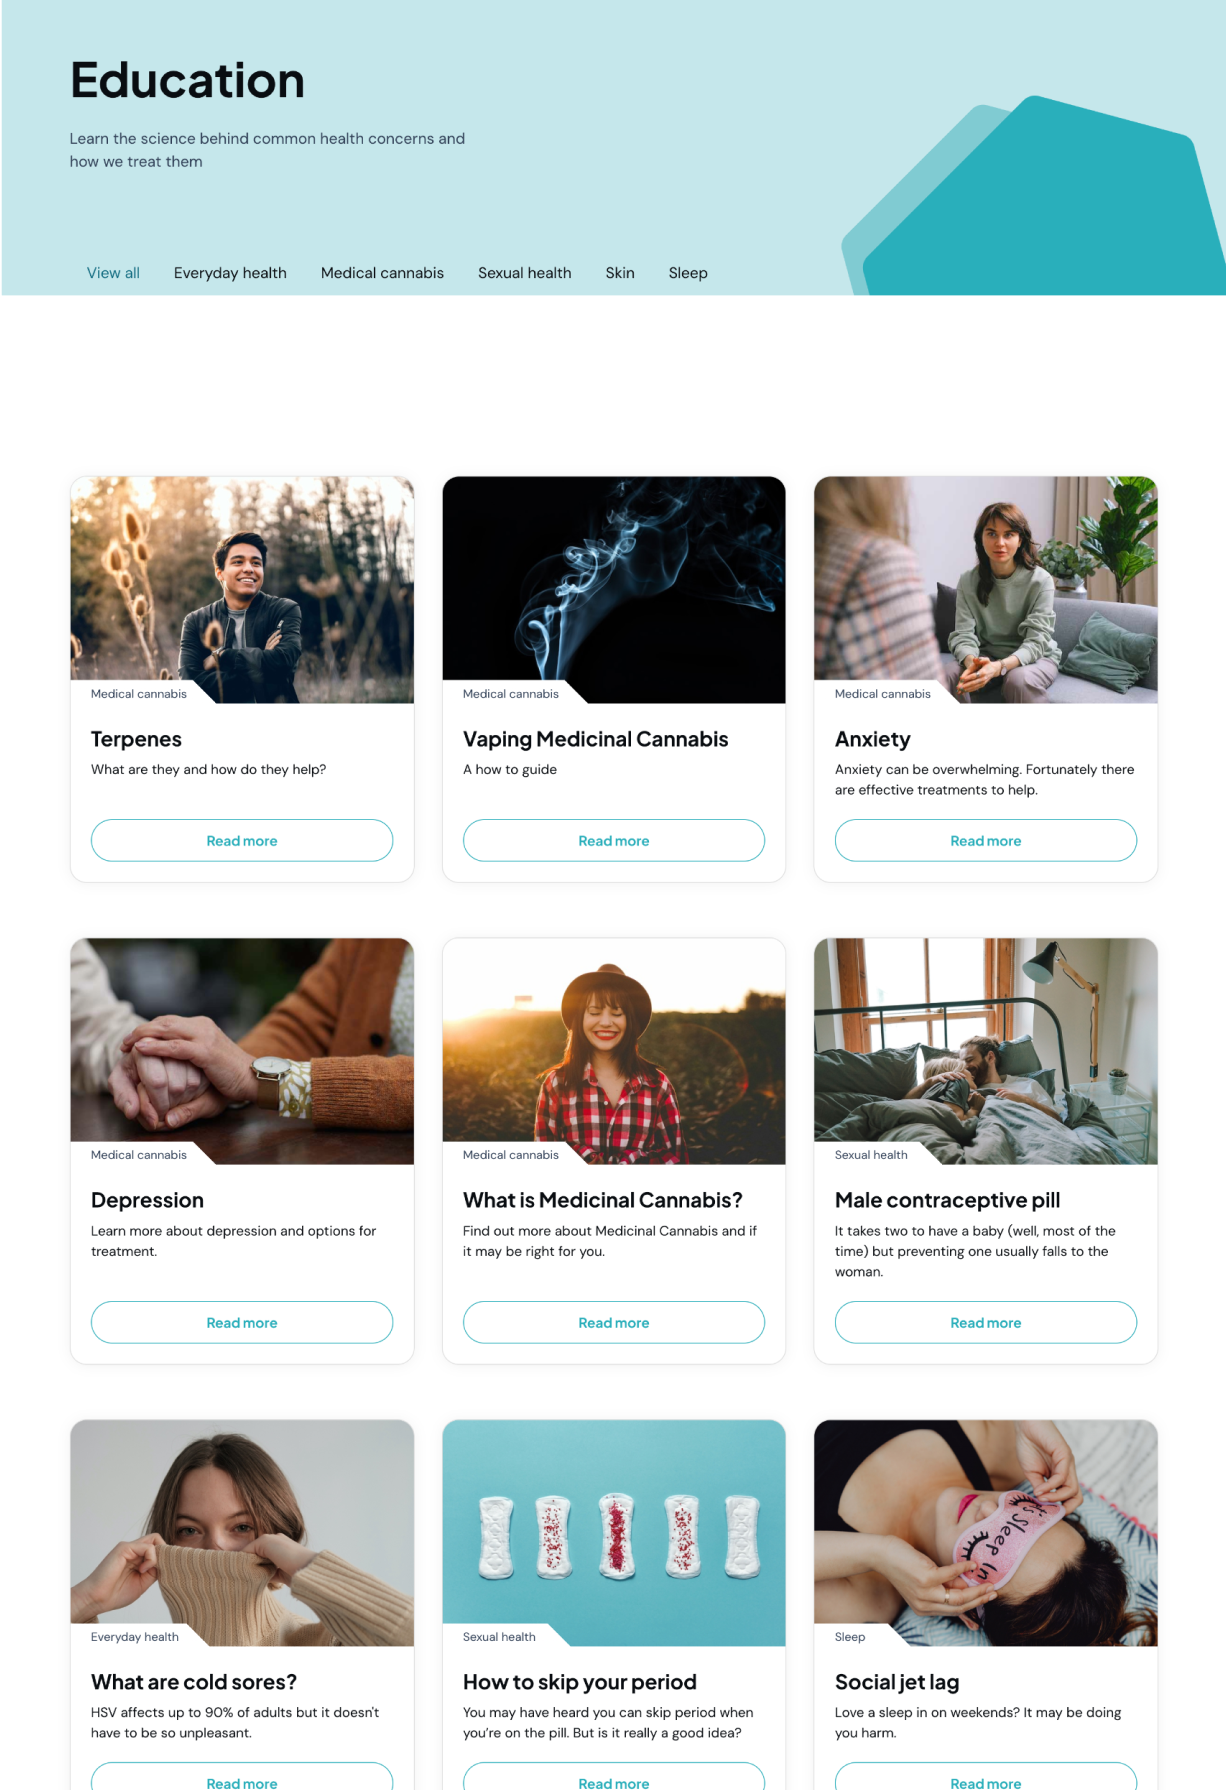 Education
Learn the science behind common health concerns and
how we treat them
View all
Everyday health
Medical cannabis
Sexual health
Skin
Sleep
Medical cannabis
Terpenes
What are they and how do they help?
Read more
Medical cannabis
Vaping Medicinal Cannabis
A how to guide
Read more
Medical cannabis
Anxiety
Anxiety can be overwhelming. Fortunately there
are effective treatments to help.
Read more
Medical cannabis
Depression
Learn more about depression and options for
treatment.
Read more
Medical cannabis
What is Medicinal Cannabis?
Find out more about Medicinal Cannabis and if
it may be right for you.
Read more
Sexual health
Male contraceptive pill
It takes two to have a baby (well, most of the
time) but preventing one usually falls to the
woman.
Read more
Everyday health
What are cold sores?
HSV affects up to 90% of adults but it doesn't
have to be so unpleasant.
Read more
Sexual health
How to skip your period
You may have heard you can skip period when
you’re on the pill. But is it really a good idea?
Read more
let's Sleep In
Sleep
Social jet lag
Love a sleep in on weekends? It may be doing
you harm.
Read more